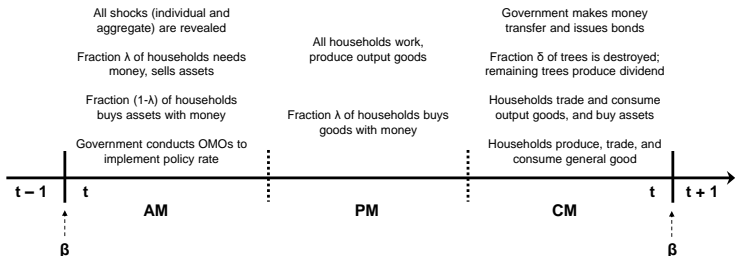 All shocks (individual and
aggregate) are revealed
Fraction λ of households needs
money, sells assets
Fraction (1-λ) of households
buys assets with money
Government conducts OMOs to
implement policy rate
All households work,
produce output goods
Fraction λ of households buys
goods with money
Government makes money
transfer and issues bonds
Fraction δ of trees is destroyed;
remaining trees produce dividend
Households trade and consume
output goods, and buy assets
Households produce, trade, and
consume general good
t – 1
t
t
t + 1
AM
PM
CM
β
β